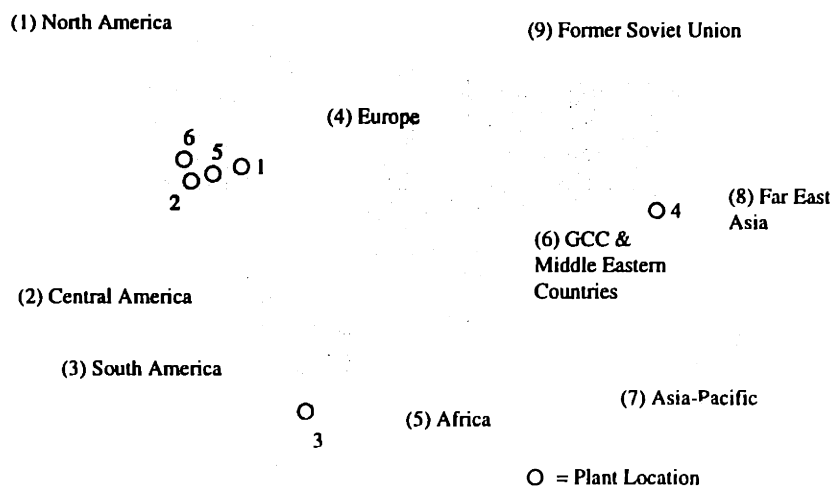 (1) North America
(9) Former Soviet Union
(4) Europe
6
5
1
2
4
(8) Far East
Asia
(6) GCC &
Middle Eastern
Countries
(2) Central America
(3) South America
(7) Asia-Pacific
3
(5) Africa
O = Plant Location